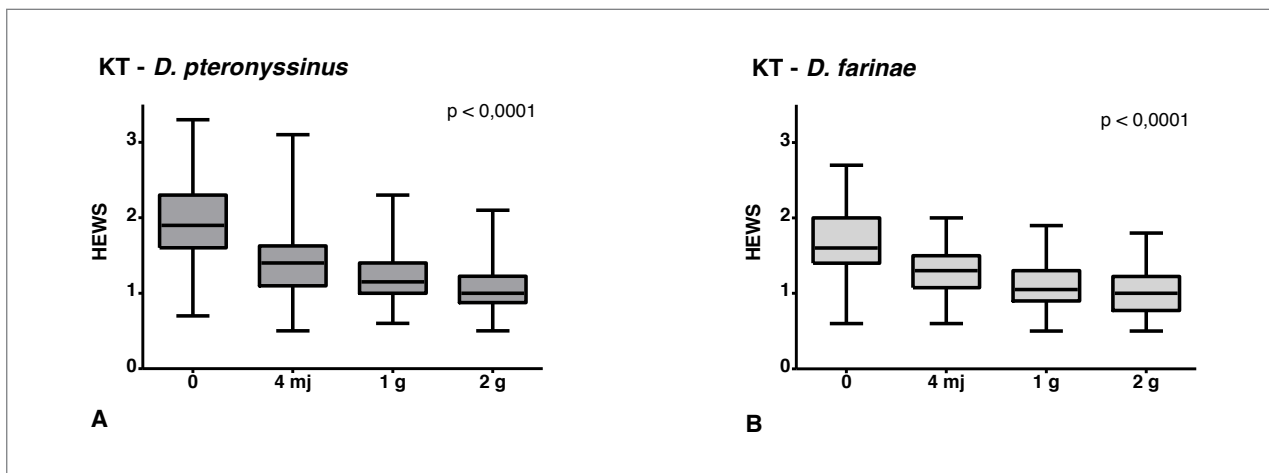 KT - D. pteronyssinus
p < 0,0001
HEWS
3
2
1
0
0 4 mj 1 g 2 g
A
KT - D. farinae
p < 0,0001
HEWS
3
2
1
0
0 4 mj 1 g 2 g
B